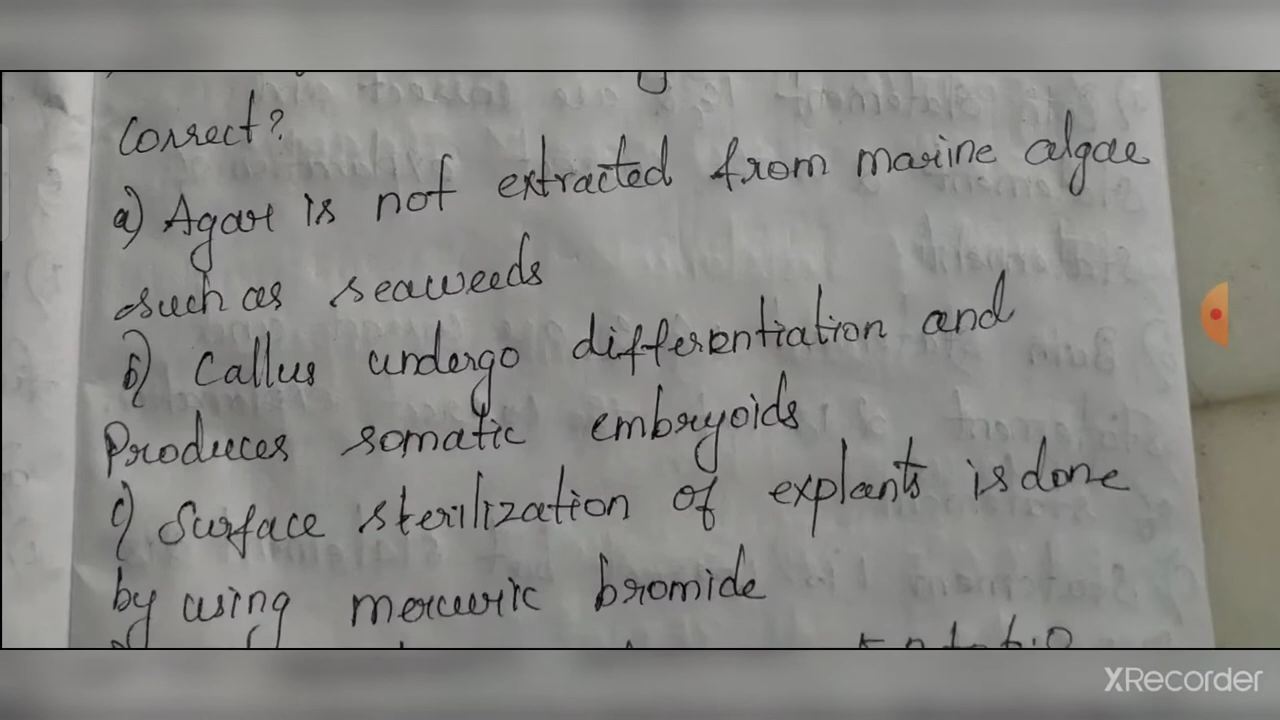 Correct?
a) Agar is not extracted from marine algae
such as seaweeds
b) Callus undergo differentiation and
Produces somatic embryoids
c) Surface sterilization of explants is done
by using mercuric bromide
XRecorder